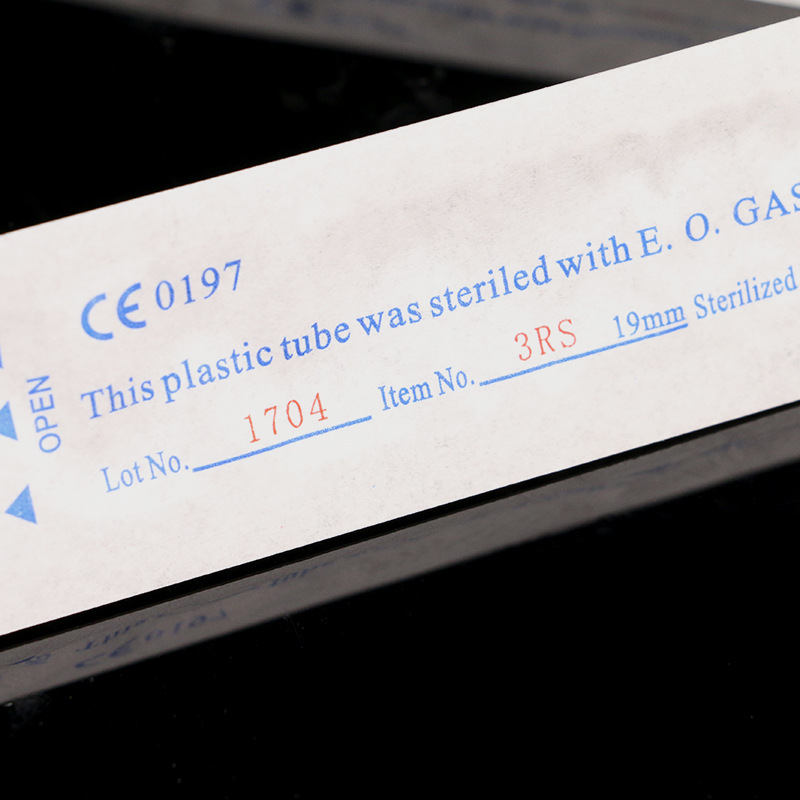 CE 0197
This plastic tube was steriled with E. O. GAS
Lot No. 1704 Item No. 3RS 19mm Sterilized
OPEN